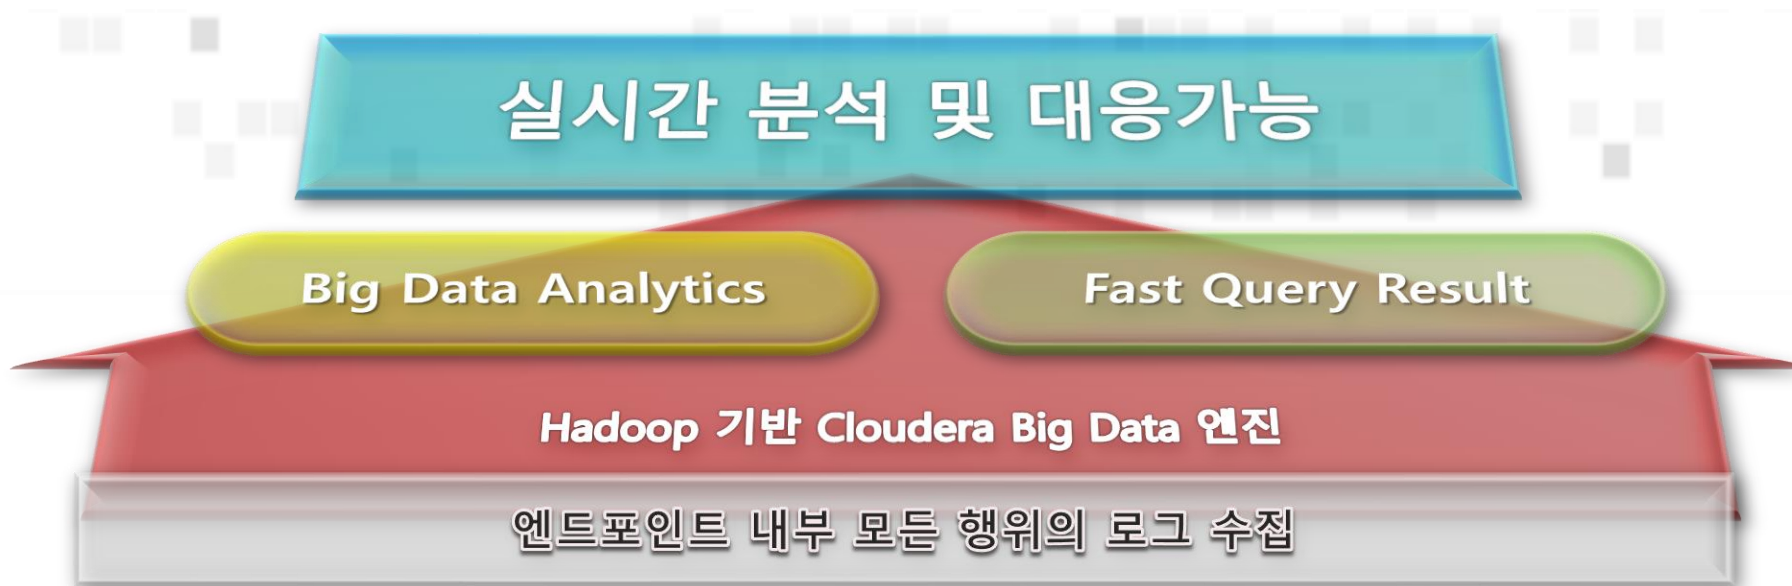 실시간 분석 및 대응가능
Big Data Analytics
Fast Query Result
Hadoop 기반 Cloudera Big Data 엔진
엔드포인트 내부 모든 행위의 로그 수집